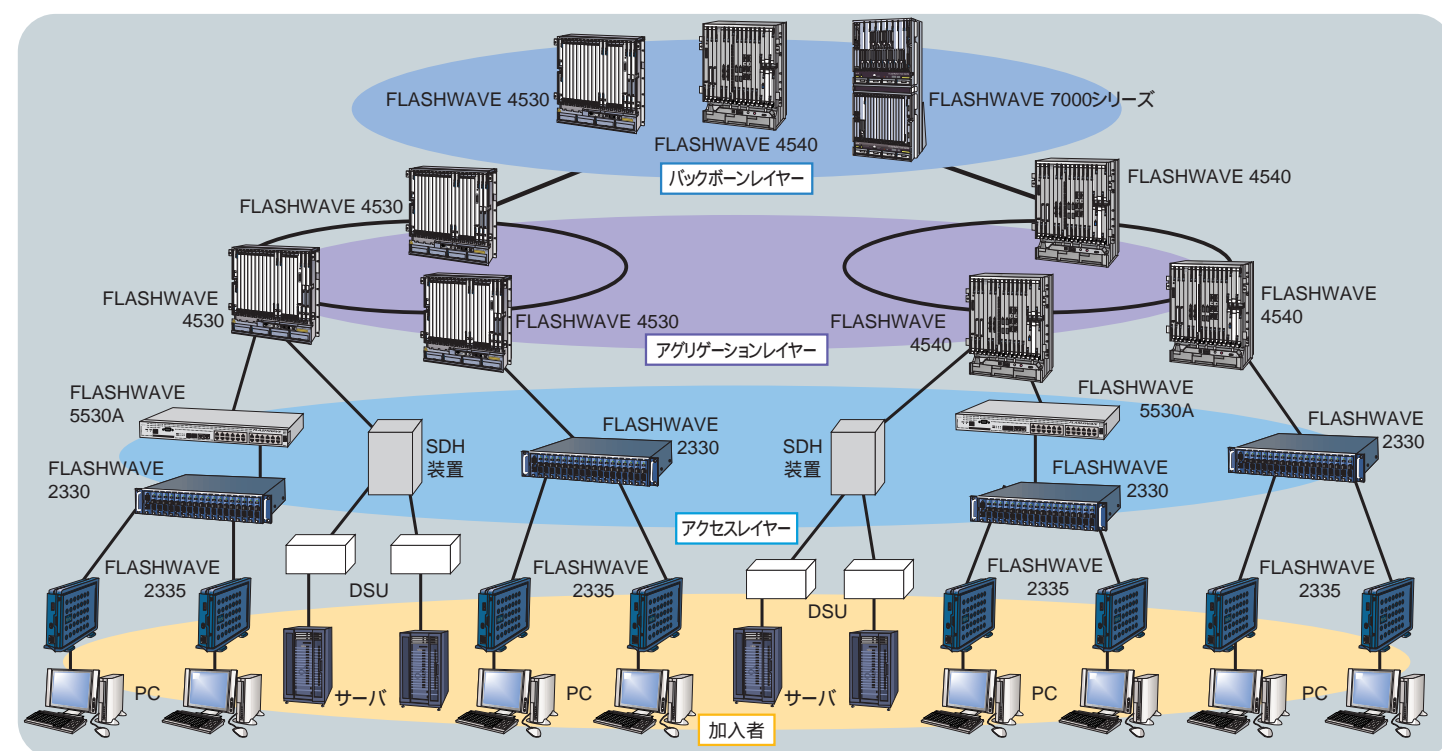 FLASHWAVE 4530
FLASHWAVE 4540
FLASHWAVE 7000シリーズ
バックボーンレイヤー
FLASHWAVE 4530
FLASHWAVE 4540
FLASHWAVE
4530
FLASHWAVE 4530
FLASHWAVE
4540
FLASHWAVE
4540
アグリゲーションレイヤー
FLASHWAVE
5530A
FLASHWAVE
2330
SDH
装置
FLASHWAVE
2330
SDH
装置
FLASHWAVE
5530A
FLASHWAVE
2330
FLASHWAVE
2330
アクセスレイヤー
FLASHWAVE
2335
DSU
FLASHWAVE
2335
DSU
FLASHWAVE
2335
FLASHWAVE
2335
PC
サーバ
PC
サーバ
PC
PC
加入者